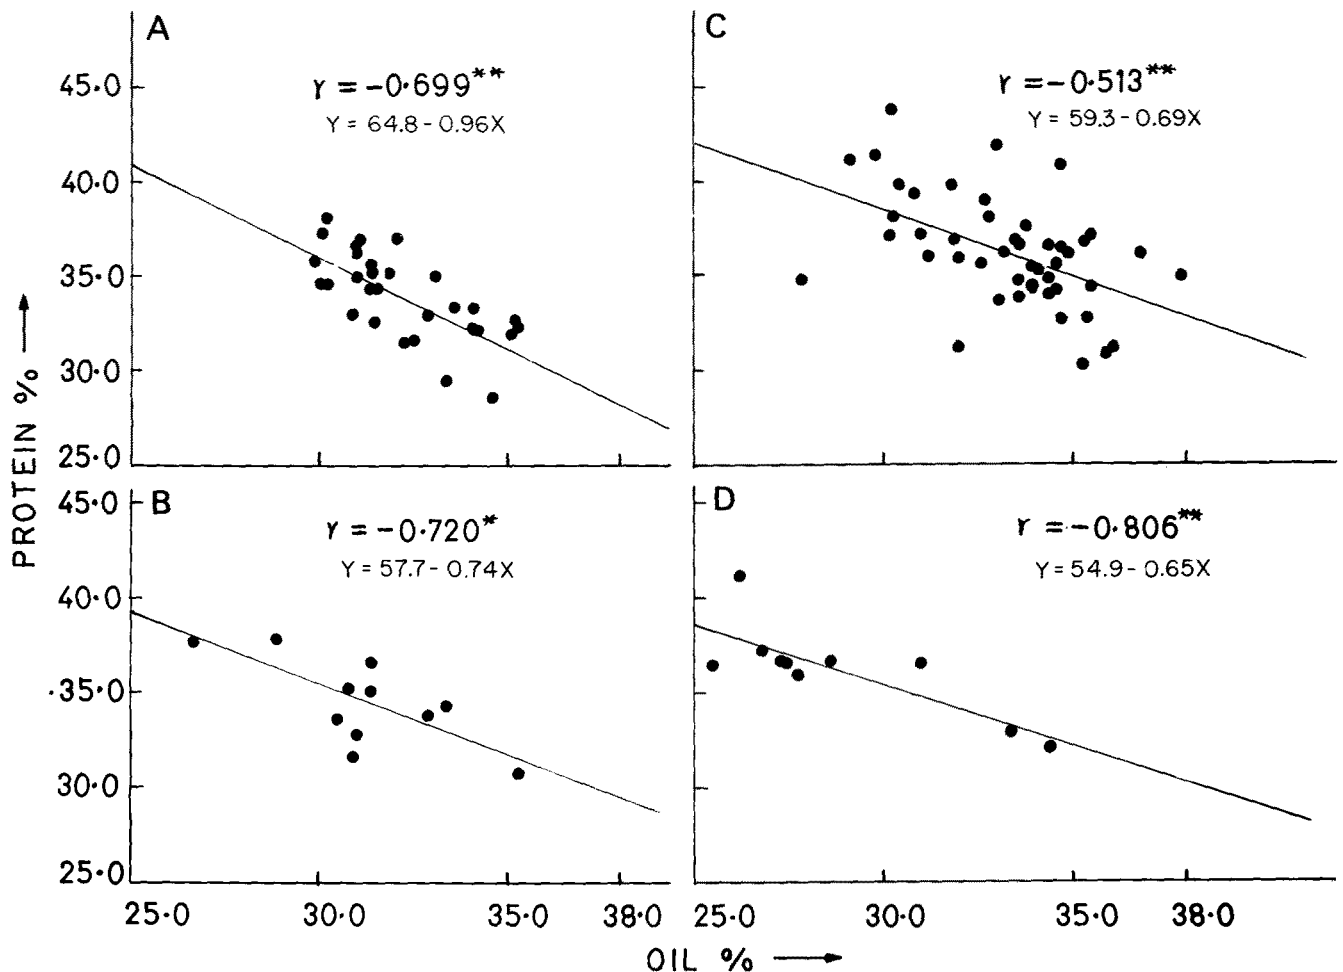 A
r = -0.699**
Y = 64.8 - 0.96X
C
r = -0.513**
Y = 59.3 - 0.69X
45.0
40.0
35.0
30.0
25.0
B
r = -0.720*
Y = 57.7 - 0.74X
D
r = -0.806**
Y = 54.9 - 0.65X
45.0
40.0
35.0
30.0
25.0
PROTEIN % →
25.0 30.0 35.0 38.0 25.0 30.0 35.0 38.0
OIL % →